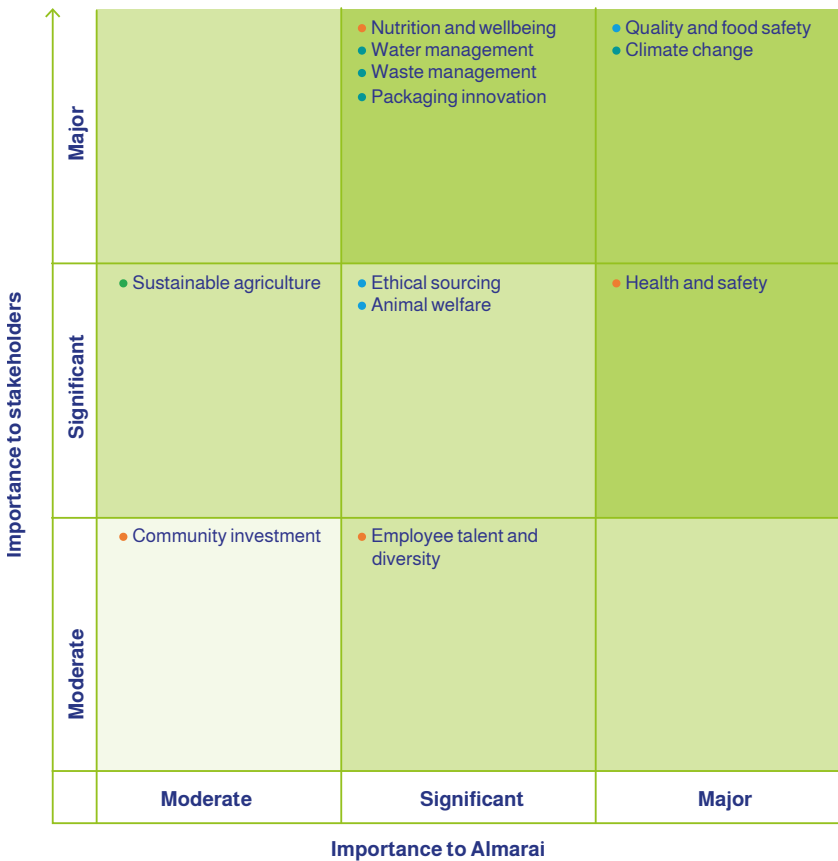 Importance to stakeholders
Major
Nutrition and wellbeing
Water management
Waste management
Packaging innovation
Quality and food safety
Climate change
Significant
Sustainable agriculture
Ethical sourcing
Animal welfare
Health and safety
Moderate
Community investment
Employee talent and
diversity
Moderate
Significant
Major
Importance to Almarai